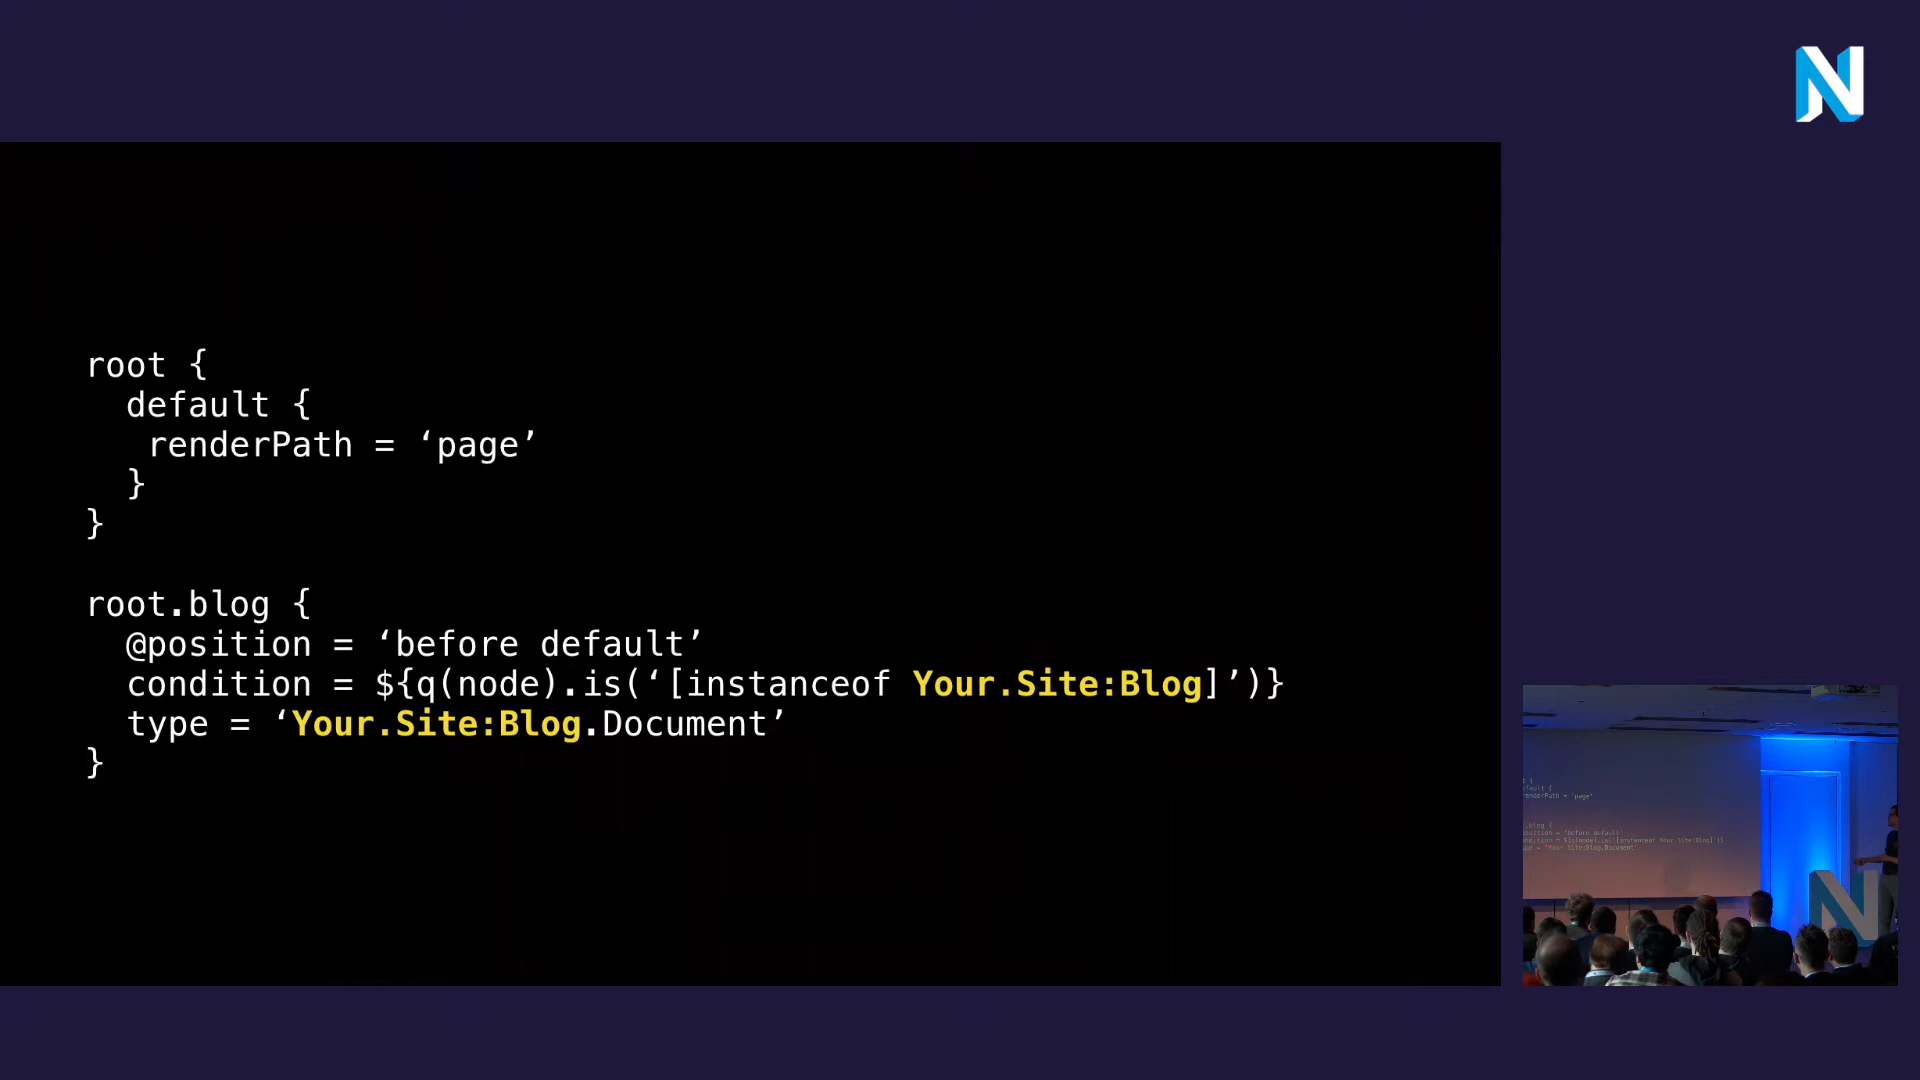 root {
default {
renderPath = ‘page’
}
}
root.blog {
@position = ‘before default’
condition = ${q(node).is(‘[instanceof Your.Site:Blog]’)}
type = ‘Your.Site:Blog.Document’
}